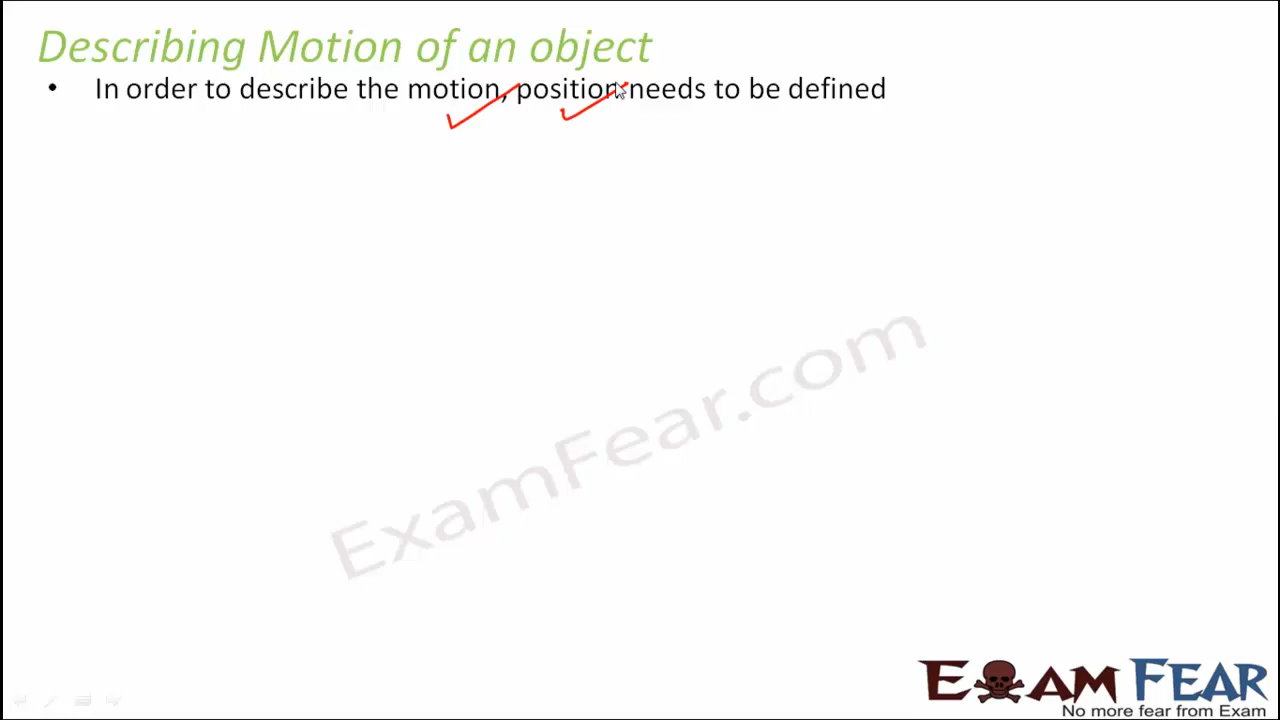 Describing Motion of an object
• In order to describe the motion, position needs to be defined
ExamFear.com
EXAM FEAR
No more fear from Exam